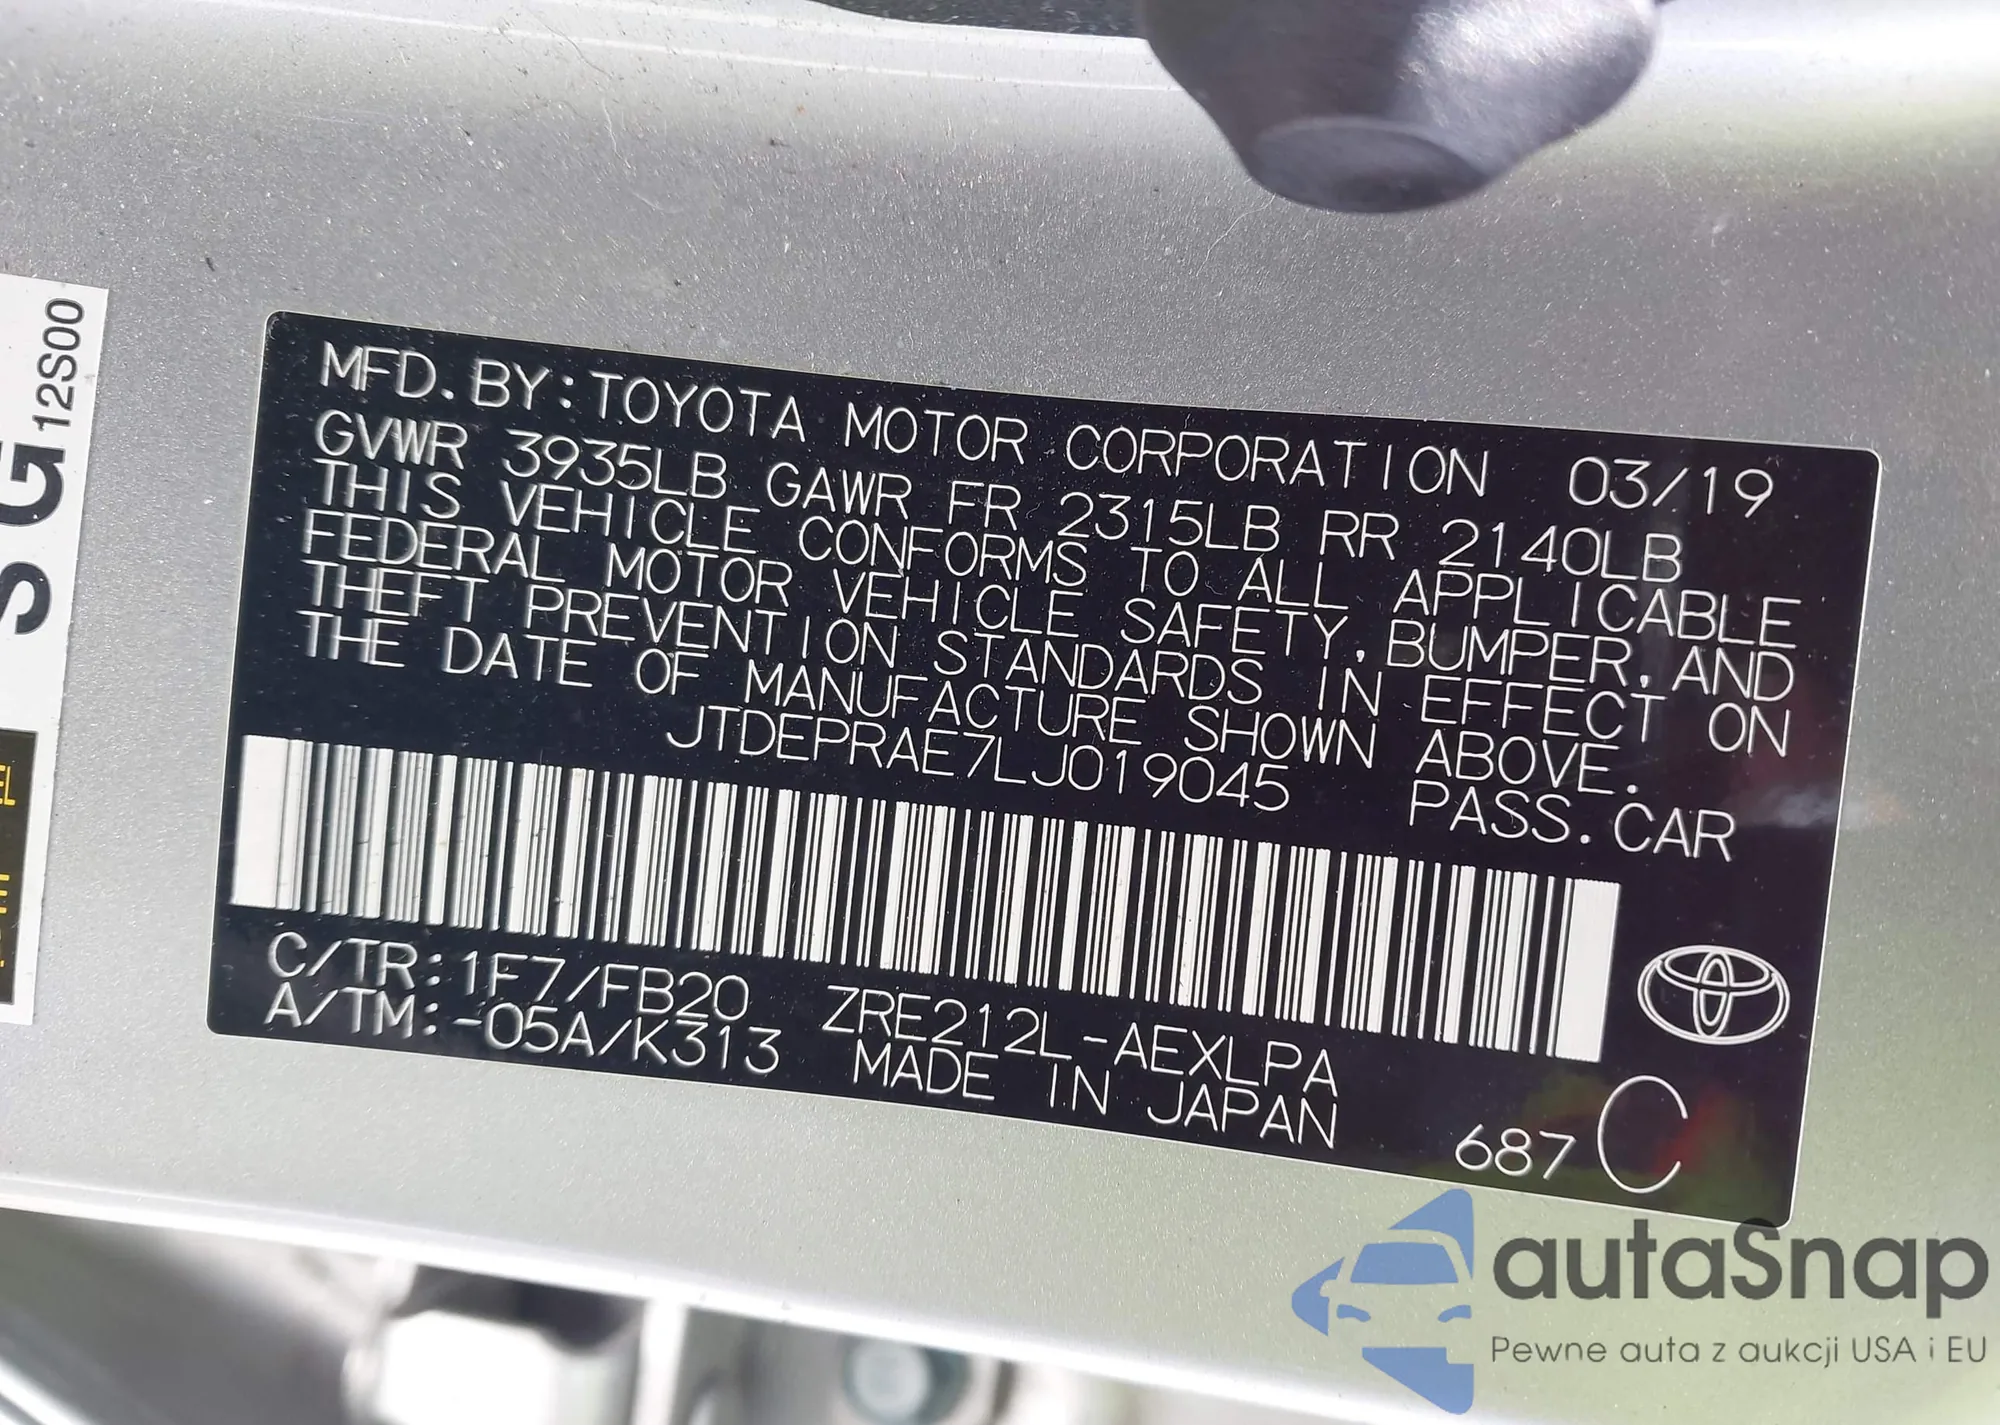 SG 12S00
MFD. BY: TOYOTA MOTOR CORPORATION 03/19
GVWR 3935LB GAWR FR 2315LB RR 2140LB
THIS VEHICLE CONFORMS TO ALL APPLICABLE
FEDERAL MOTOR VEHICLE SAFETY, BUMPER, AND
THEFT PREVENTION STANDARDS IN EFFECT ON
THE DATE OF MANUFACTURE SHOWN ABOVE.
JTDEPRAE7LJ019045 PASS. CAR
C/TR: 1F7/FB20 ZRE212L-AEXLPA
A/TM: -05A/K313 MADE IN JAPAN
687 C
autaSnap
Pewne auta z aukcji USA i EU